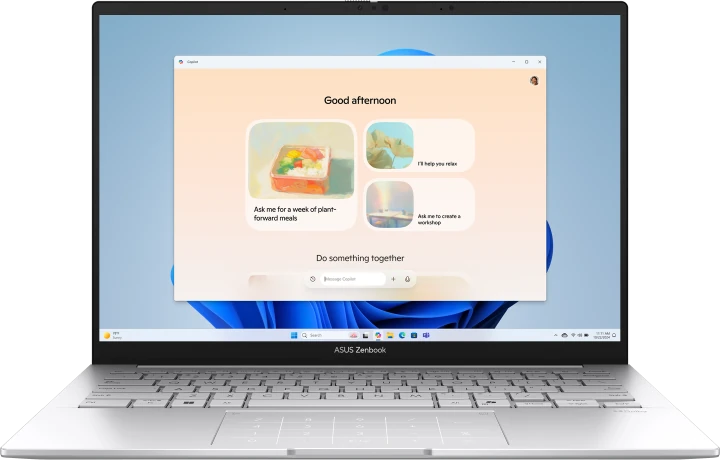 Copilot
Good afternoon
I'll help you relax
Ask me for a week of plant-
forward meals
Ask me to create a
workshop
Do something together
Message Copilot
Search
ASUS Zenbook